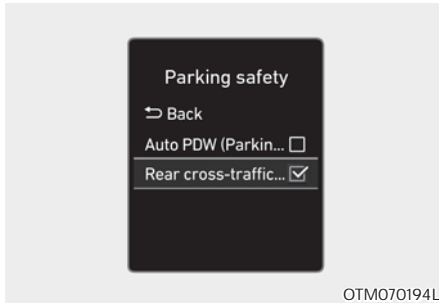 Parking safety
⮌ Back
Auto PDW (Parkin...
Rear cross-traffic...
OTM070194L